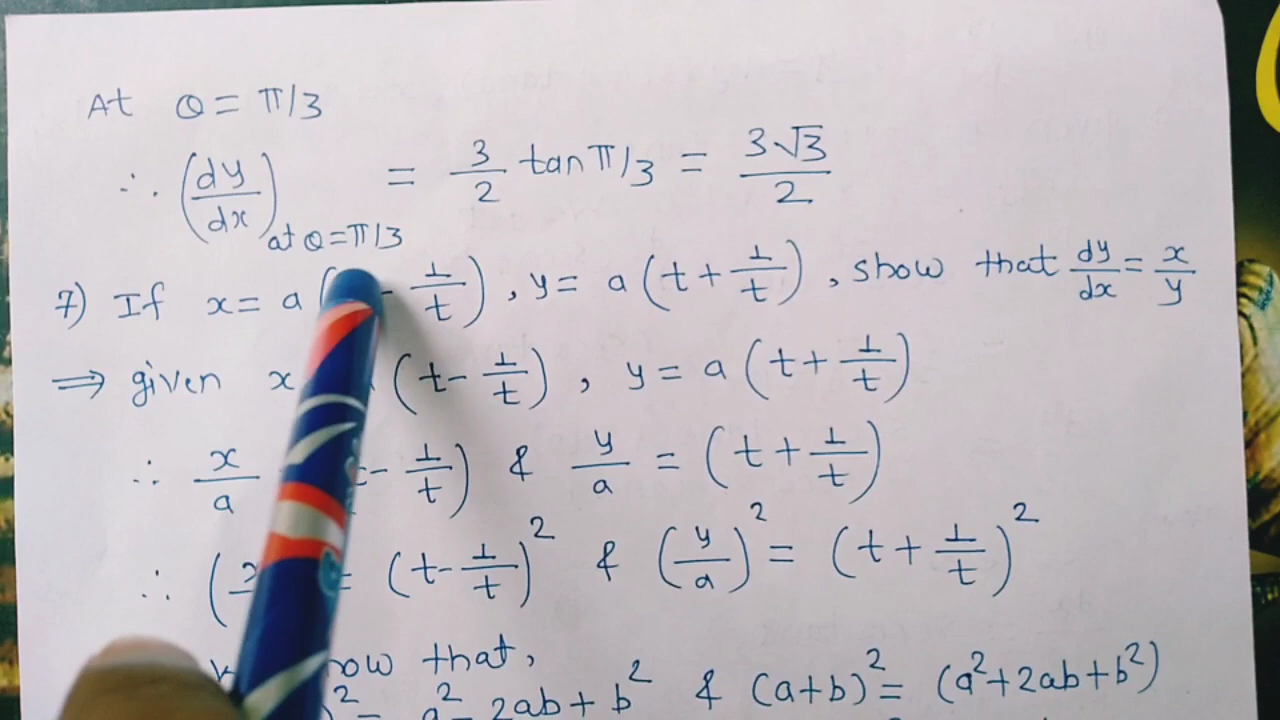 At θ = π/3
∴ (dy/dx) at θ=π/3 = 3/2 tan π/3 = 3√3/2
7) If x = a ( - 1/t), y = a (t + 1/t), show that dy/dx = x/y
⇒ given x (t - 1/t), y = a (t + 1/t)
∴ x/a t - 1/t) & y/a = (t + 1/t)
∴ ( = (t - 1/t)² & (y/a)² = (t + 1/t)²
that,
² = a² - 2ab + b² & (a+b)² = (a²+2ab+b²)